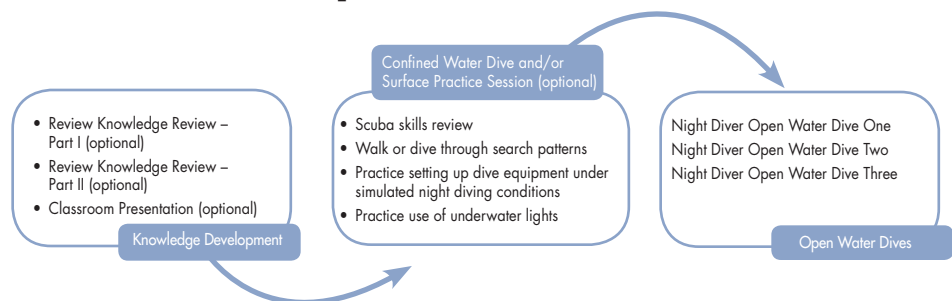 • Review Knowledge Review –
Part I (optional)
• Review Knowledge Review –
Part II (optional)
• Classroom Presentation (optional)
Knowledge Development
Confined Water Dive and/or
Surface Practice Session (optional)
• Scuba skills review
• Walk or dive through search patterns
• Practice setting up dive equipment under
simulated night diving conditions
• Practice use of underwater lights
Night Diver Open Water Dive One
Night Diver Open Water Dive Two
Night Diver Open Water Dive Three
Open Water Dives